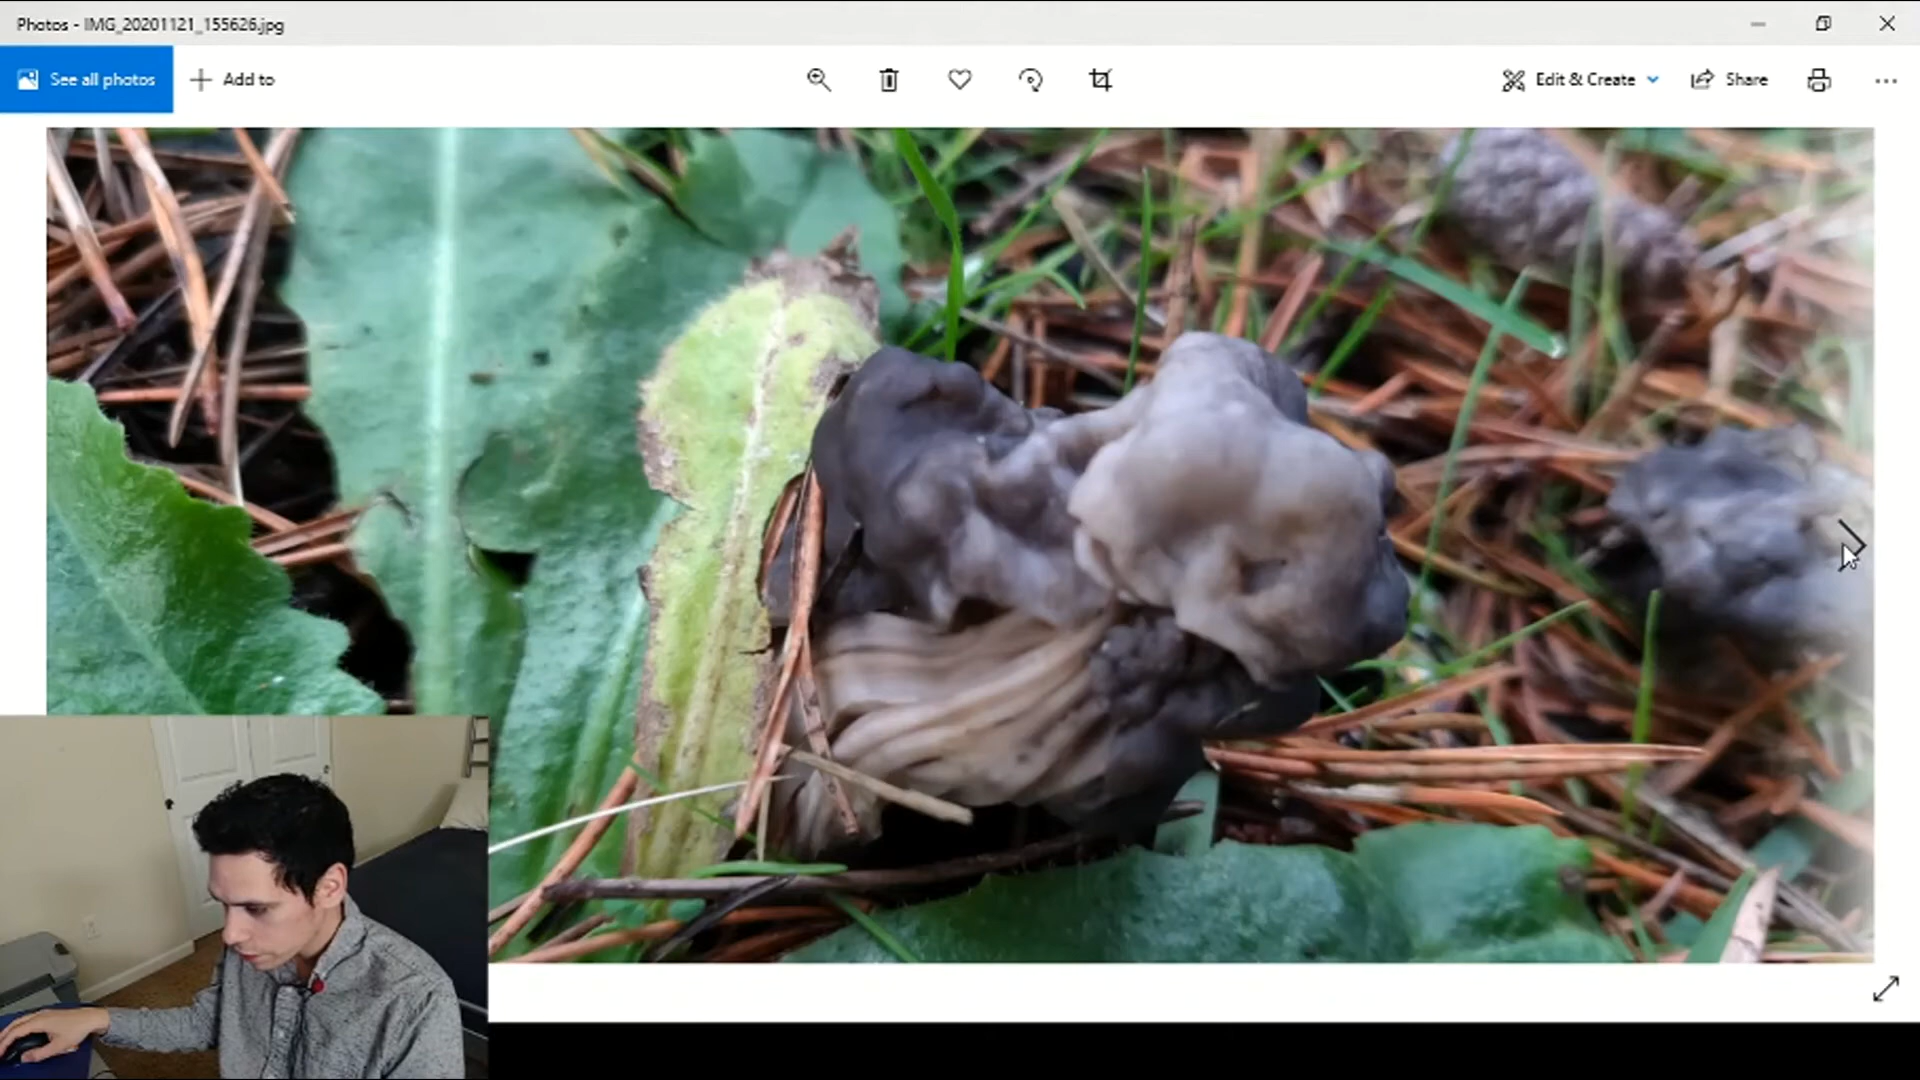 Photos - IMG_20201121_155626.jpg
See all photos
Add to
Edit & Create
Share